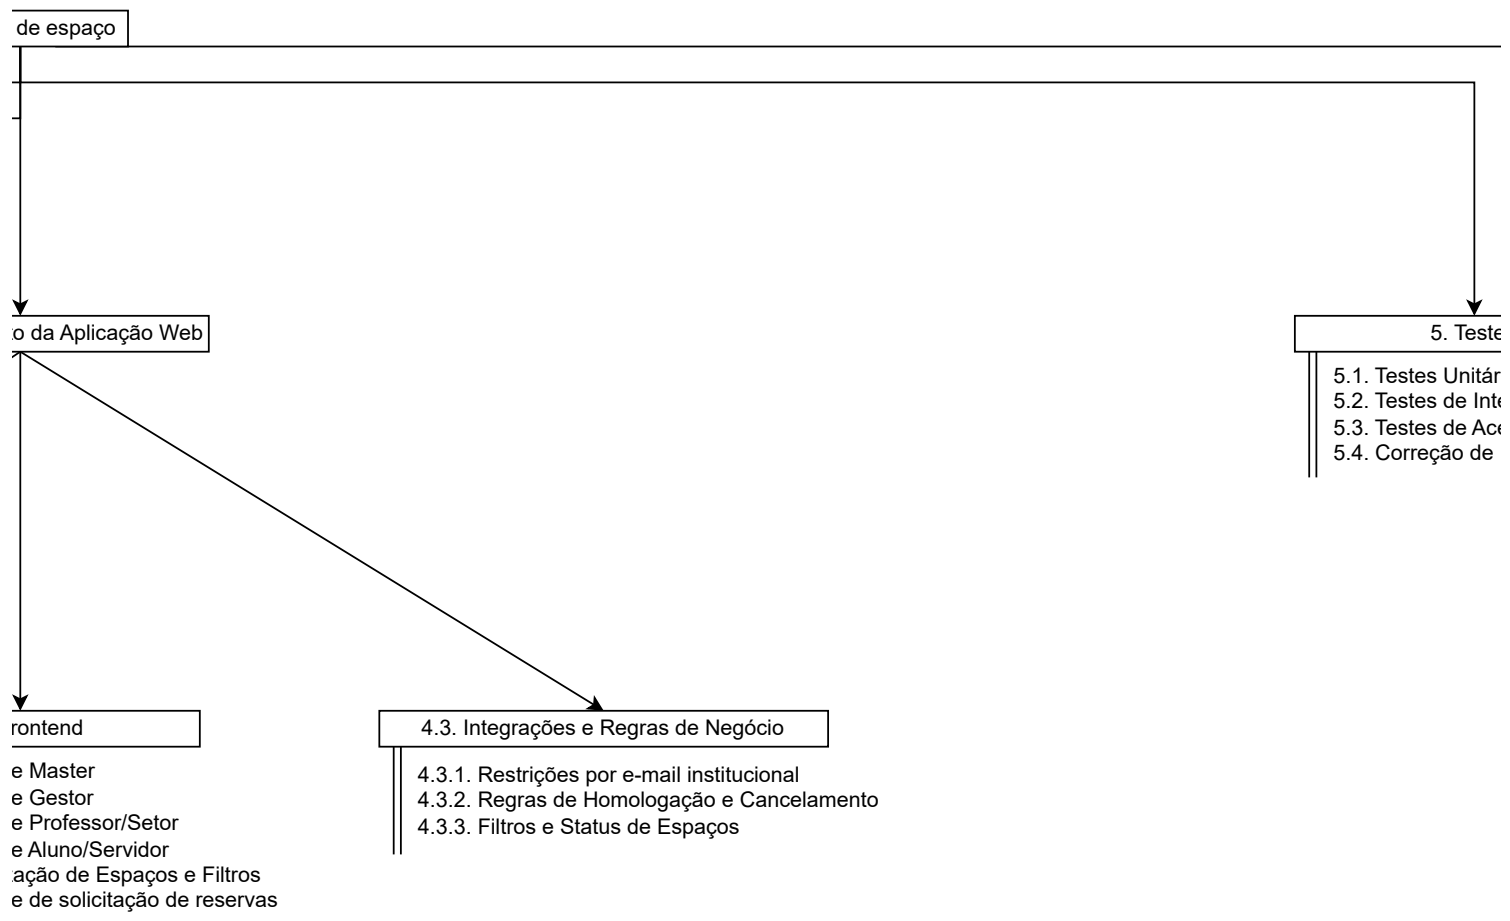 de espaço
o da Aplicação Web
5. Teste
5.1. Testes Unitár
5.2. Testes de Inte
5.3. Testes de Ace
5.4. Correção de
rontend
e Master
e Gestor
e Professor/Setor
e Aluno/Servidor
ação de Espaços e Filtros
e de solicitação de reservas
4.3. Integrações e Regras de Negócio
4.3.1. Restrições por e-mail institucional
4.3.2. Regras de Homologação e Cancelamento
4.3.3. Filtros e Status de Espaços